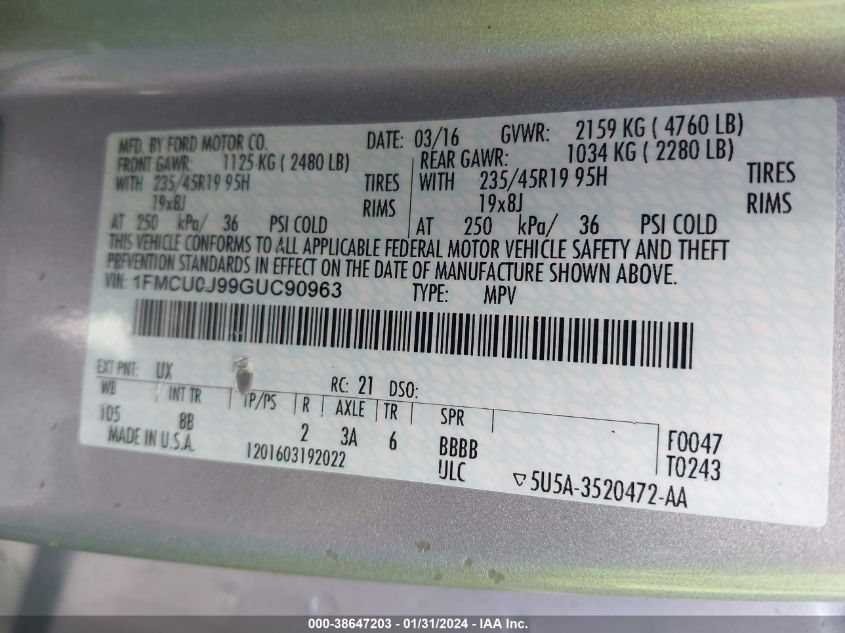 MFD. BY FORD MOTOR CO. DATE: 03/16 GVWR: 2159 KG ( 4760 LB)
FRONT GAWR: 1125 KG ( 2480 LB) REAR GAWR: 1034 KG ( 2280 LB)
WITH 235/45R19 95H TIRES WITH 235/45R19 95H TIRES
19x8J RIMS 19x8J RIMS
AT 250 kPa/ 36 PSI COLD AT 250 kPa/ 36 PSI COLD
THIS VEHICLE CONFORMS TO ALL APPLICABLE FEDERAL MOTOR VEHICLE SAFETY AND THEFT
PREVENTION STANDARDS IN EFFECT ON THE DATE OF MANUFACTURE SHOWN ABOVE.
VIN: 1FMCU0J99GUC90963 TYPE: MPV
EXT PNT: UX RC: 21 DSO:
WB INT TR TP/PS R AXLE TR SPR
105 8B 2 3A 6 BBBB F0047
MADE IN U.S.A. 1201603192022 ULC T0243
▽5U5A-3520472-AA
000-38647203 - 01/31/2024 - IAA Inc.